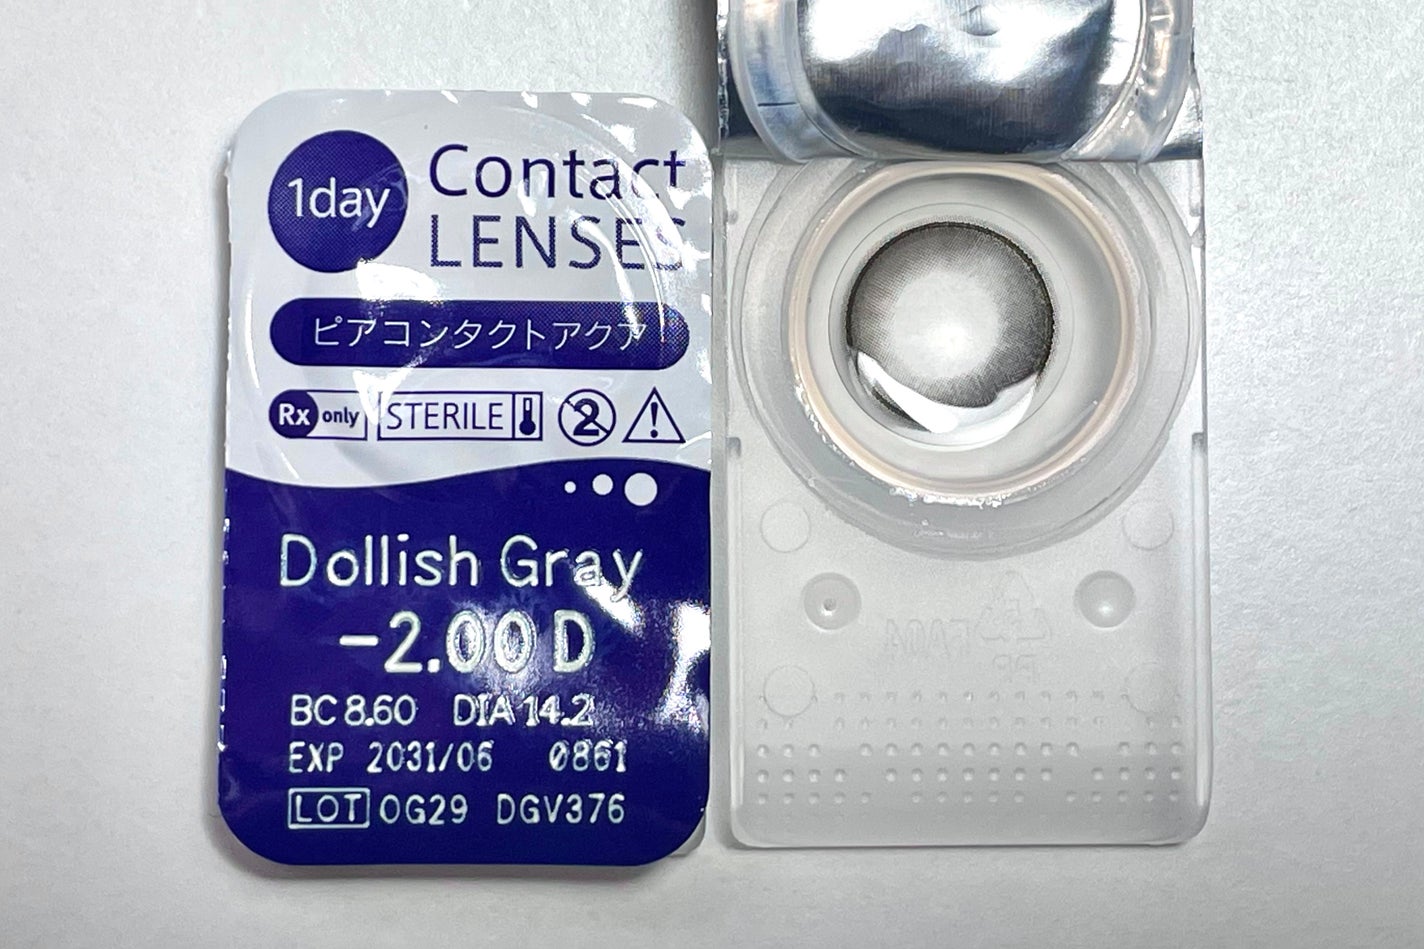 1day
Contact
LENSES
ピアコンタクトアクア
Rx only STERILE 2
Dollish Gray
-2.00 D
BC 8.60 DIA 14.2
EXP 2031/06 0861
LOT OG29 DGV376